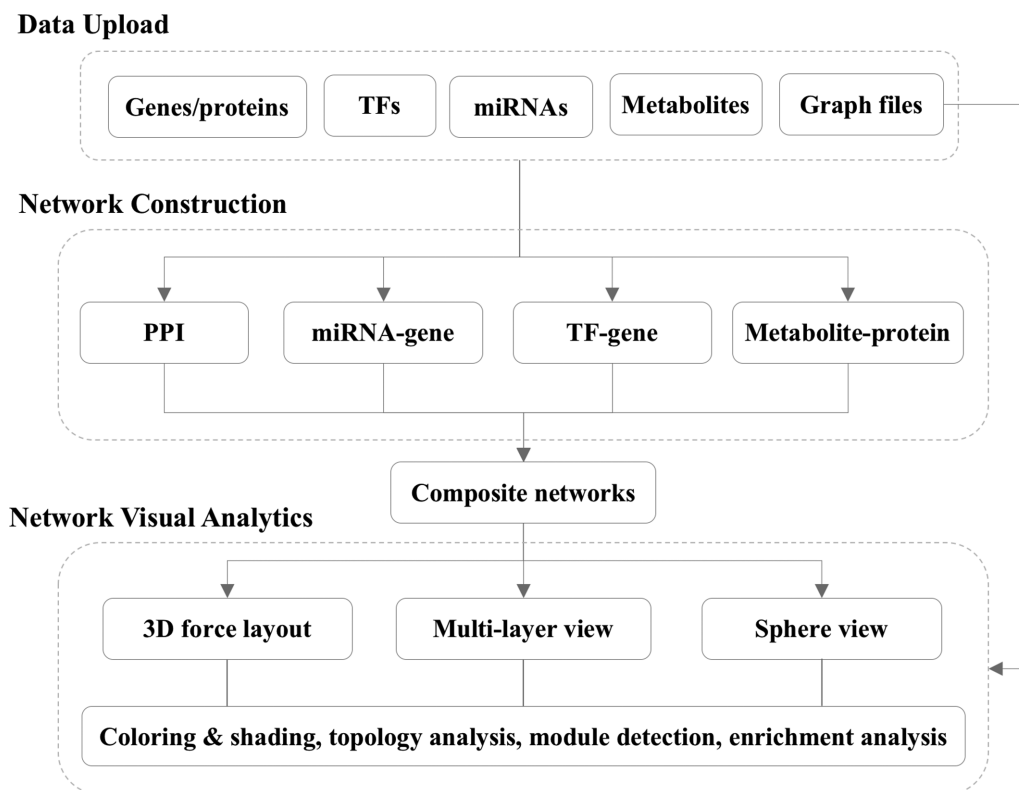 Data Upload
Genes/proteins
TFs
miRNAs
Metabolites
Graph files
Network Construction
PPI
miRNA-gene
TF-gene
Metabolite-protein
Composite networks
Network Visual Analytics
3D force layout
Multi-layer view
Sphere view
Coloring & shading, topology analysis, module detection, enrichment analysis